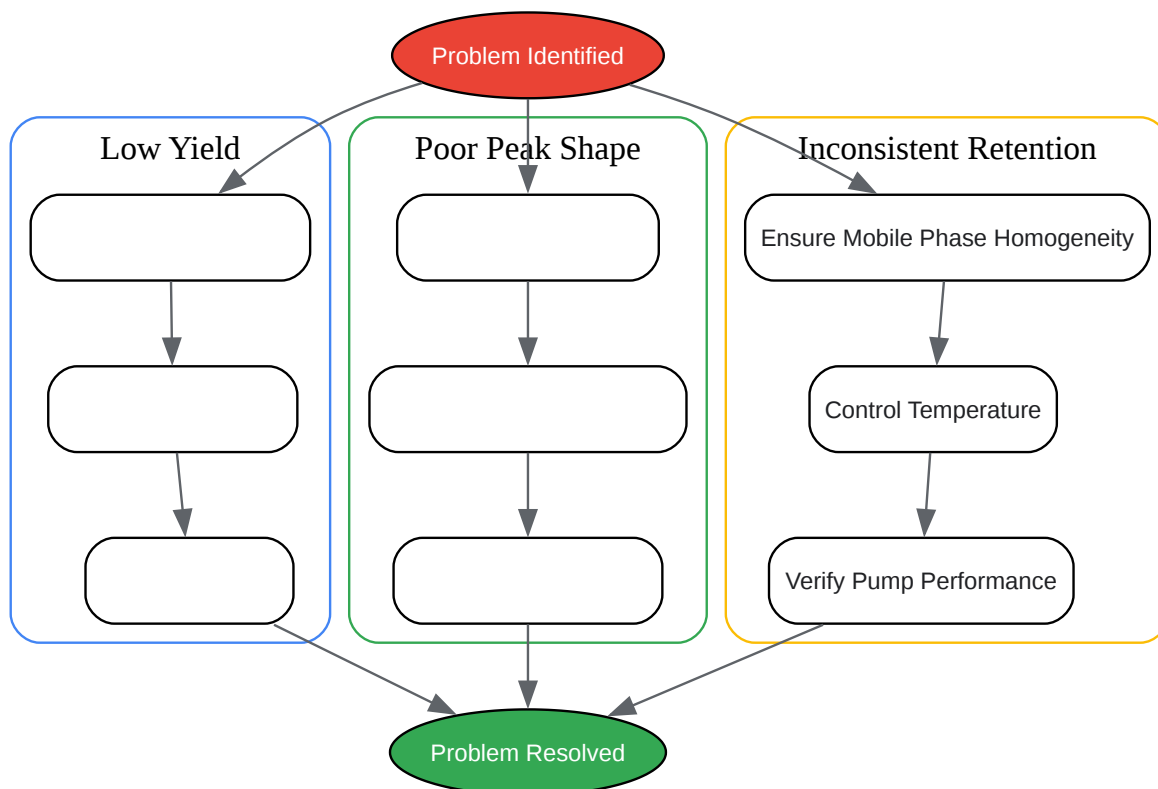 Problem Identified
Low Yield
Poor Peak Shape
Inconsistent Retention
Ensure Mobile Phase Homogeneity
Control Temperature
Verify Pump Performance
Problem Resolved